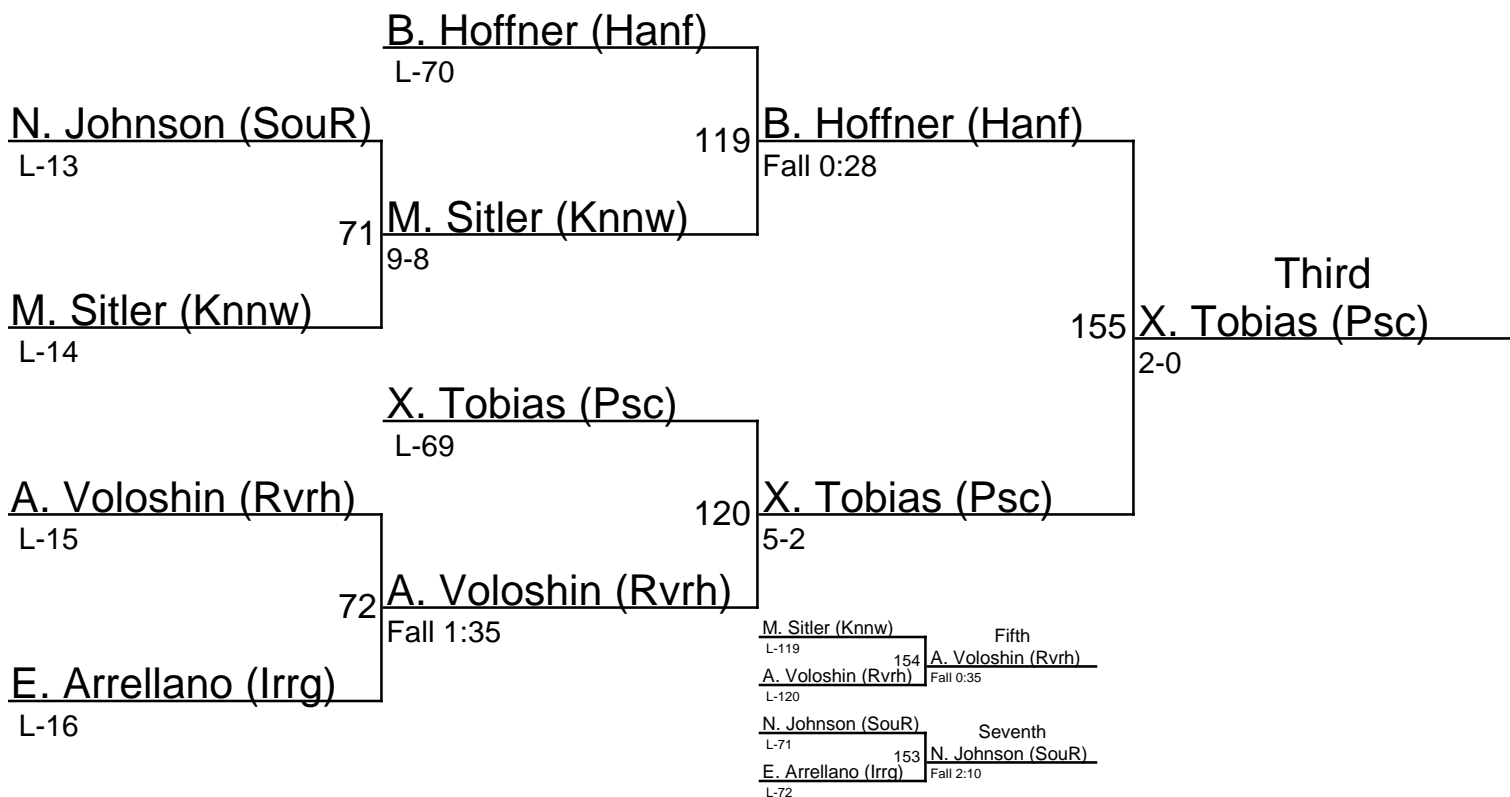 B. Hoffner (Hanf)
L-70
N. Johnson (SouR)
L-13
119
B. Hoffner (Hanf)
Fall 0:28
71
M. Sitler (Knnw)
9-8
M. Sitler (Knnw)
L-14
Third
155
X. Tobias (Psc)
2-0
X. Tobias (Psc)
L-69
A. Voloshin (Rvrh)
L-15
120
X. Tobias (Psc)
5-2
72
A. Voloshin (Rvrh)
Fall 1:35
E. Arrellano (Irrg)
L-16
M. Sitler (Knnw)
L-119
Fifth
154
A. Voloshin (Rvrh)
Fall 0:35
A. Voloshin (Rvrh)
L-120
N. Johnson (SouR)
L-71
Seventh
153
N. Johnson (SouR)
Fall 2:10
E. Arrellano (Irrg)
L-72